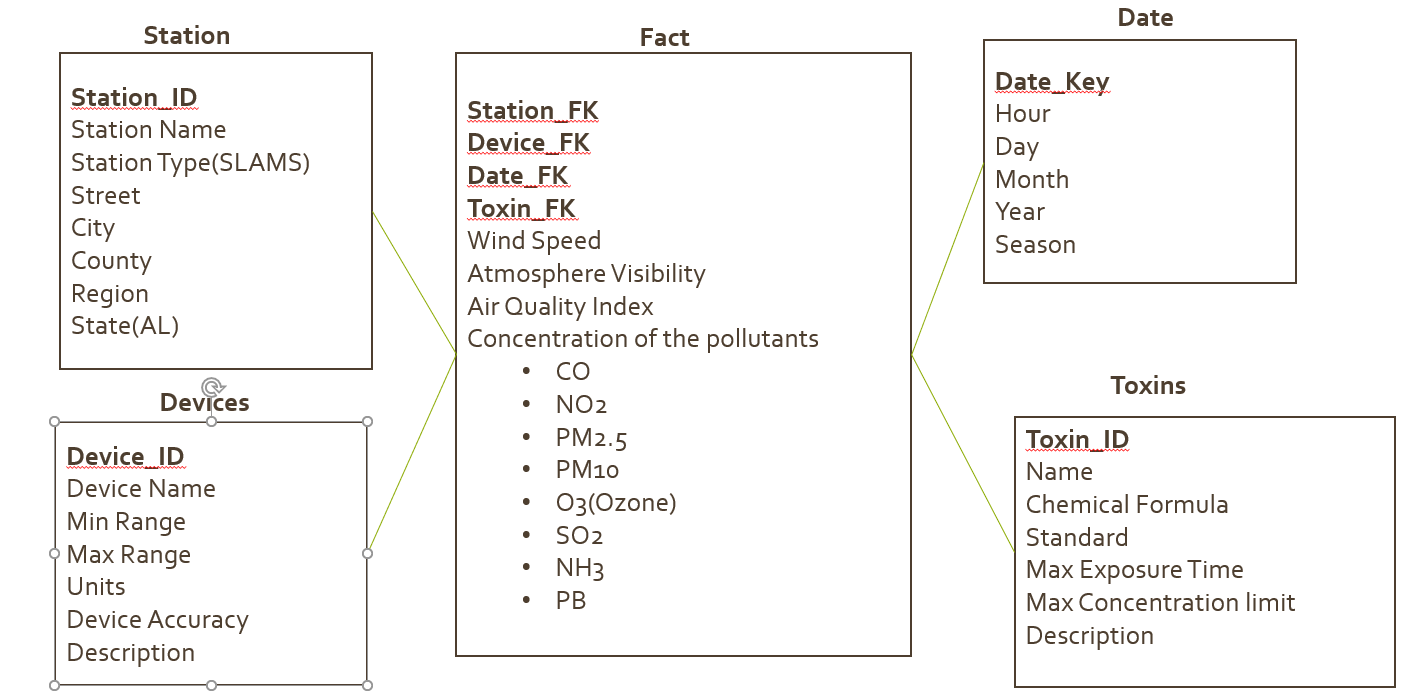 Station
Station_ID
Station Name
Station Type(SLAMS)
Street
City
County
Region
State(AL)
Devices
Device_ID
Device Name
Min Range
Max Range
Units
Device Accuracy
Description
Fact
Station_FK
Device_FK
Date_FK
Toxin_FK
Wind Speed
Atmosphere Visibility
Air Quality Index
Concentration of the pollutants
• CO
• NO2
• PM2.5
• PM10
• O3(Ozone)
• SO2
• NH3
• PB
Date
Date_Key
Hour
Day
Month
Year
Season
Toxins
Toxin_ID
Name
Chemical Formula
Standard
Max Exposure Time
Max Concentration limit
Description